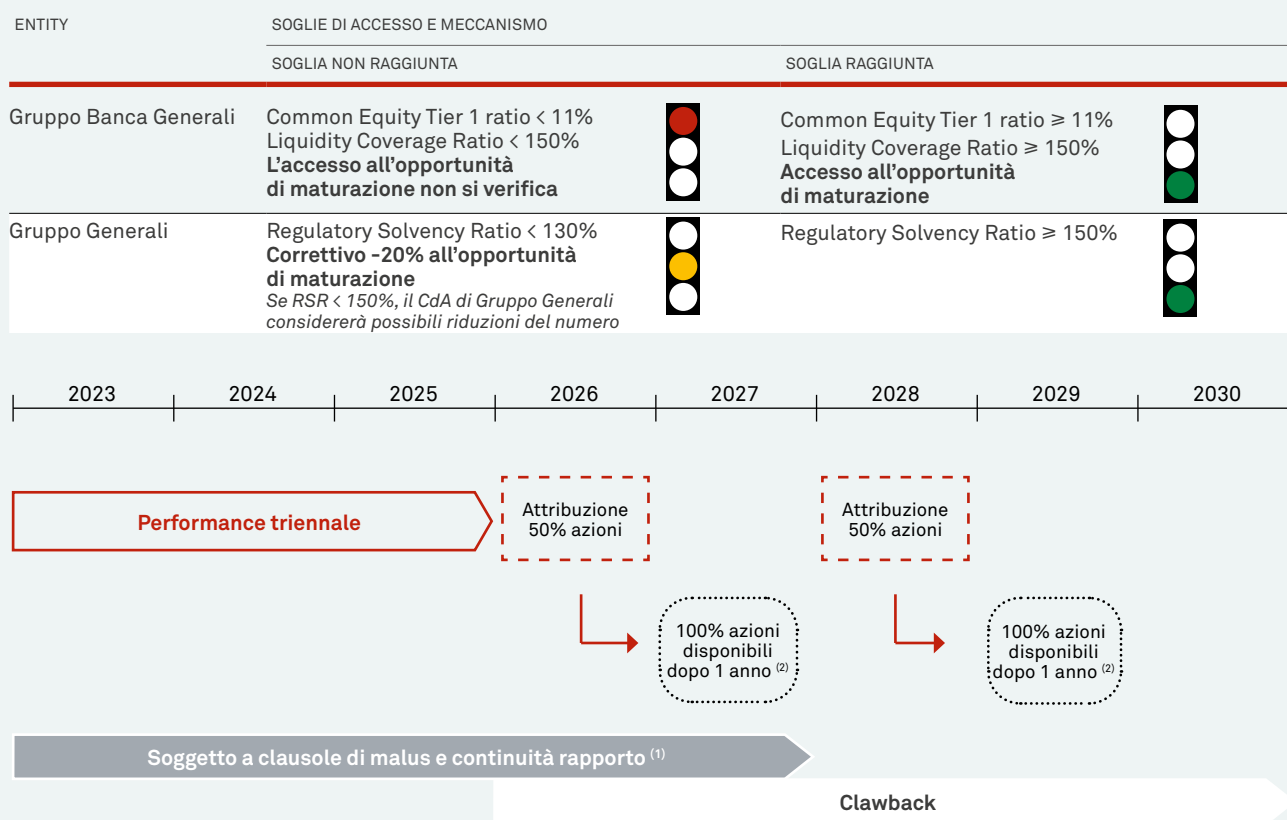 ENTITY
SOGLIE DI ACCESSO E MECCANISMO
SOGLIA NON RAGGIUNTA
SOGLIA RAGGIUNTA
Gruppo Banca Generali
Common Equity Tier 1 ratio < 11%
Liquidity Coverage Ratio < 150%
L’accesso all’opportunità
di maturazione non si verifica
Common Equity Tier 1 ratio ⩾ 11%
Liquidity Coverage Ratio ⩾ 150%
Accesso all’opportunità
di maturazione
Gruppo Generali
Regulatory Solvency Ratio < 130%
Correttivo -20% all’opportunità
di maturazione
Se RSR < 150%, il CdA di Gruppo Generali
considererà possibili riduzioni del numero
Regulatory Solvency Ratio ⩾ 150%
2023 2024 2025 2026 2027 2028 2029 2030
Performance triennale
Attribuzione
50% azioni
Attribuzione
50% azioni
100% azioni
disponibili
dopo 1 anno (2)
100% azioni
disponibili
dopo 1 anno (2)
Soggetto a clausole di malus e continuità rapporto (1)
Clawback